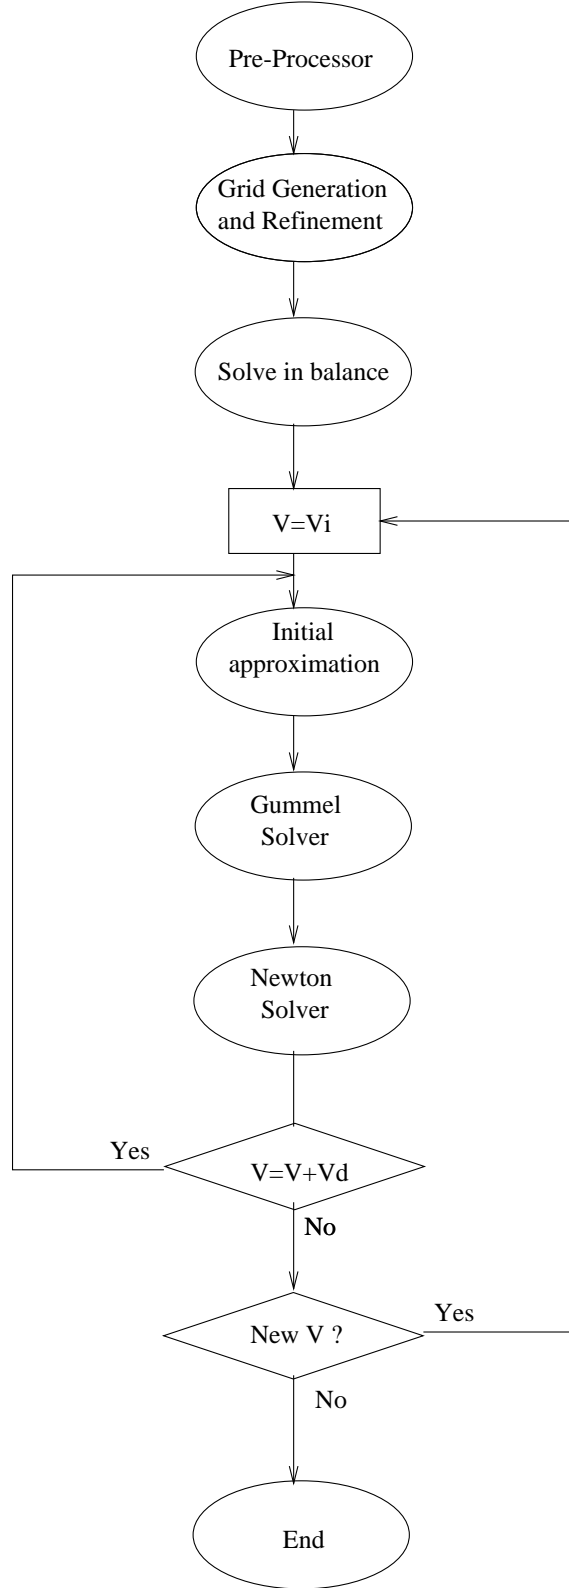 Pre-Processor
Grid Generation
and Refinement
Solve in balance
V=Vi
Initial
approximation
Gummel
Solver
Newton
Solver
Yes
V=V+Vd
No
New V ?
Yes
No
End